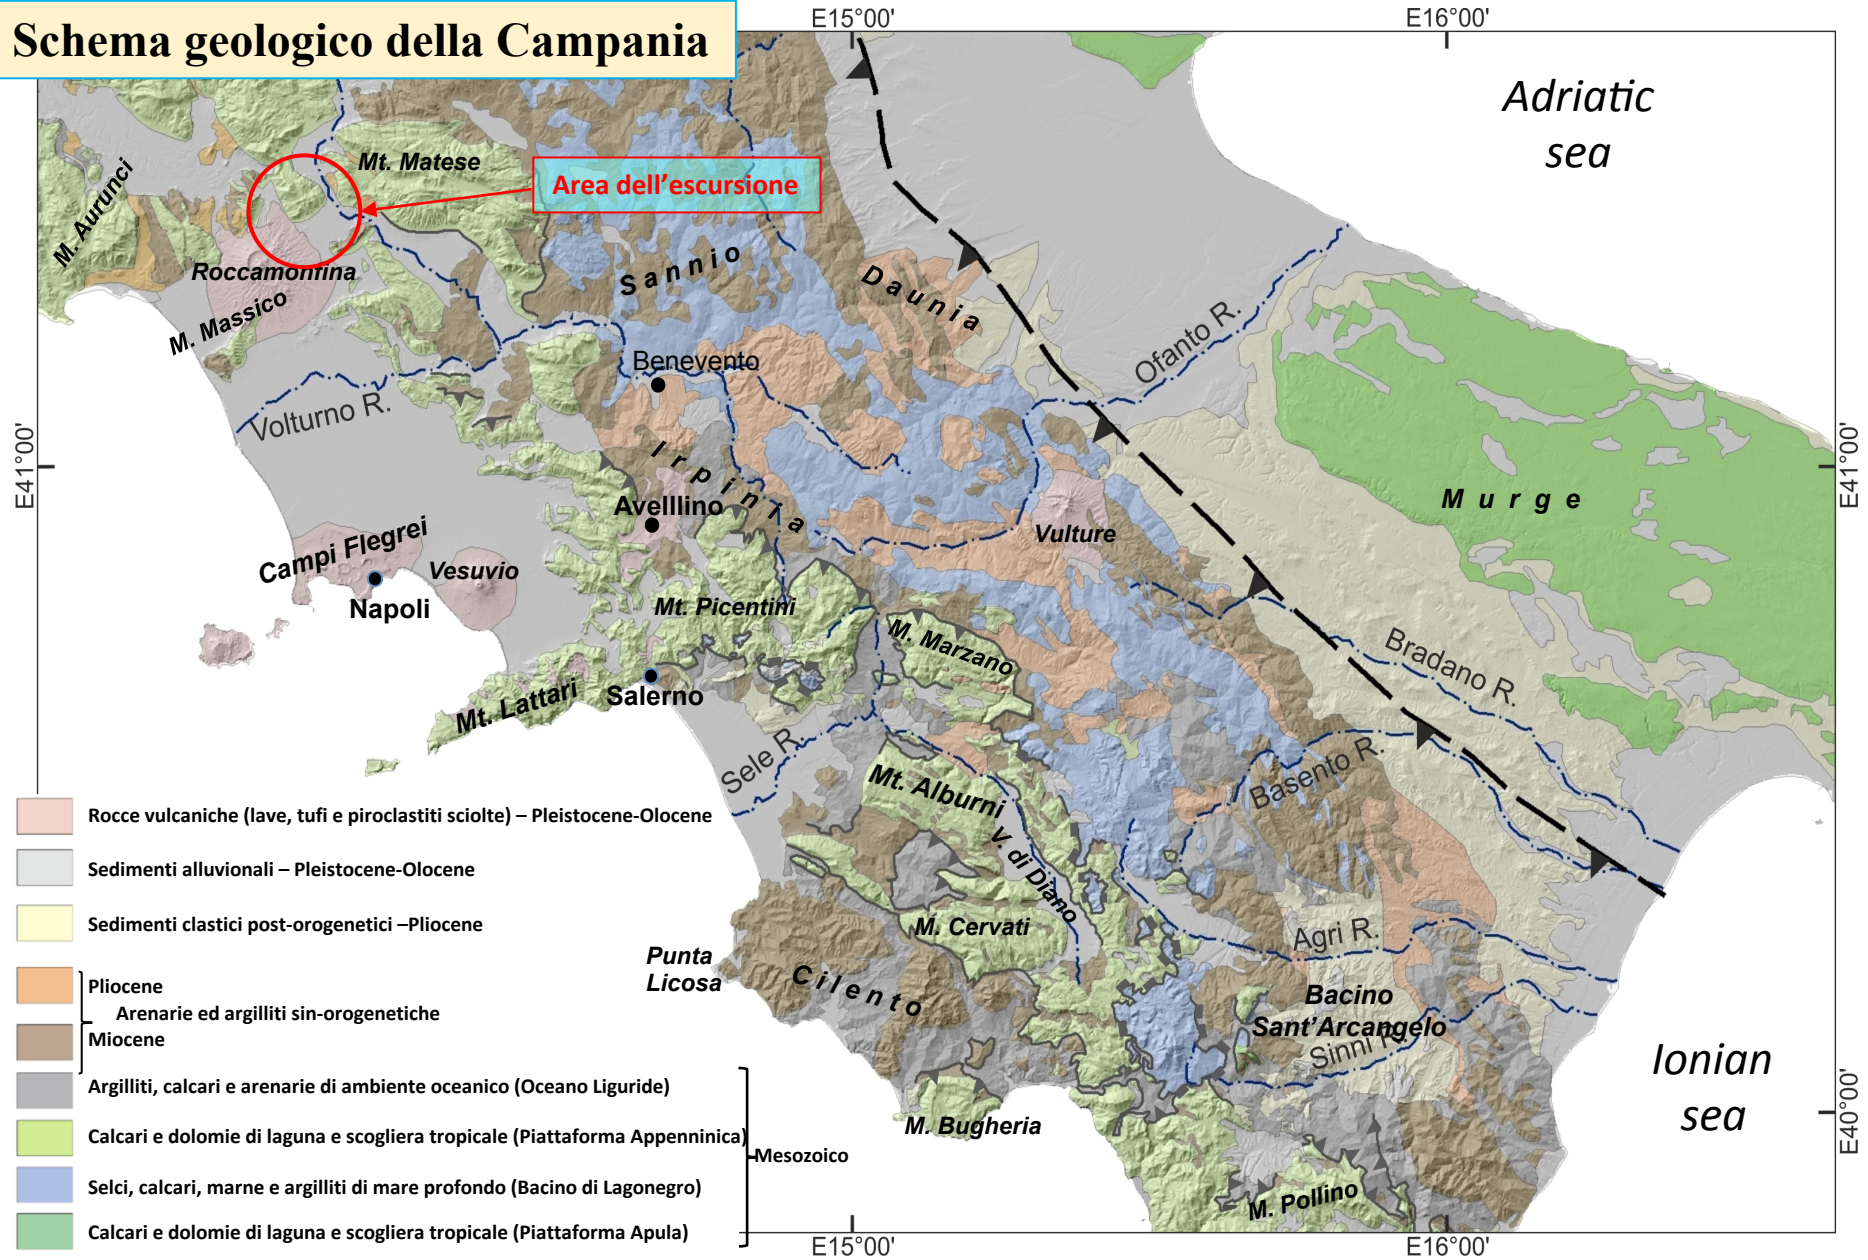 Schema geologico della Campania
E15°00'
E16°00'
Adriatic
sea
Mt. Matese
Area dell’escursione
M. Aurunci
Sannio
Roccamonfina
Daunia
M. Massico
Ofanto R.
Benevento
Volturno R.
E41°00'
E41°00'
Irpinia
Murge
Avelllino
Vulture
Campi Flegrei
Vesuvio
Napoli
Mt. Picentini
M. Marzano
Bradano R.
Mt. Lattari
Salerno
Sele R.
Basento R.
Mt. Alburni
V. di Diano
M. Cervati
Agri R.
Punta
Licosa
Cilento
Bacino
Sant’Arcangelo
Sinni R.
Ionian
sea
M. Bugheria
M. Pollino
E40°00'
E15°00'
E16°00'
Rocce vulcaniche (lave, tufi e piroclastiti sciolte) – Pleistocene-Olocene
Sedimenti alluvionali – Pleistocene-Olocene
Sedimenti clastici post-orogenetici –Pliocene
Pliocene
Arenarie ed argilliti sin-orogenetiche
Miocene
Argilliti, calcari e arenarie di ambiente oceanico (Oceano Liguride)
Calcari e dolomie di laguna e scogliera tropicale (Piattaforma Appenninica)
Mesozoico
Selci, calcari, marne e argilliti di mare profondo (Bacino di Lagonegro)
Calcari e dolomie di laguna e scogliera tropicale (Piattaforma Apula)